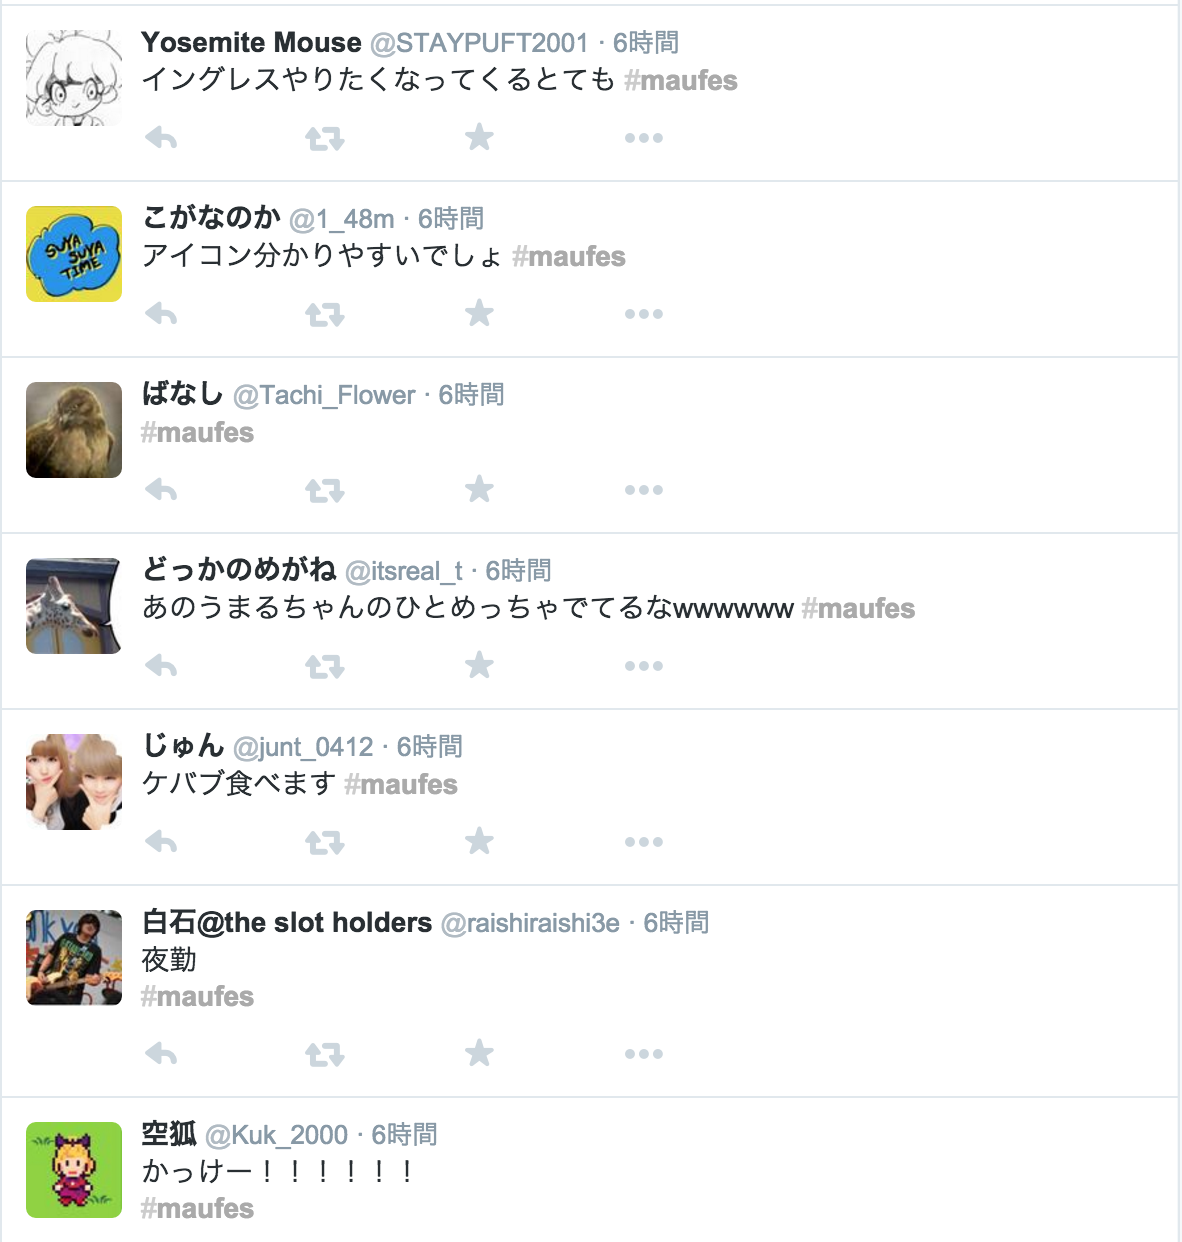 Yosemite Mouse @STAYPUFT2001 · 6時間
イングレスやりたくなってくるとても #maufes
SUYA
SUYA
TIME
こがなのか @1_48m · 6時間
アイコン分かりやすいでしょ #maufes
ばなし @Tachi_Flower · 6時間
#maufes
どっかのめがね @itsreal_t · 6時間
あのうまるちゃんのひとめっちゃでてるなwwwwww #maufes
じゅん @junt_0412 · 6時間
ケバブ食べます #maufes
白石@the slot holders @raishiraishi3e · 6時間
夜勤
#maufes
空狐 @Kuk_2000 · 6時間
かっけー！！！！！！
#maufes